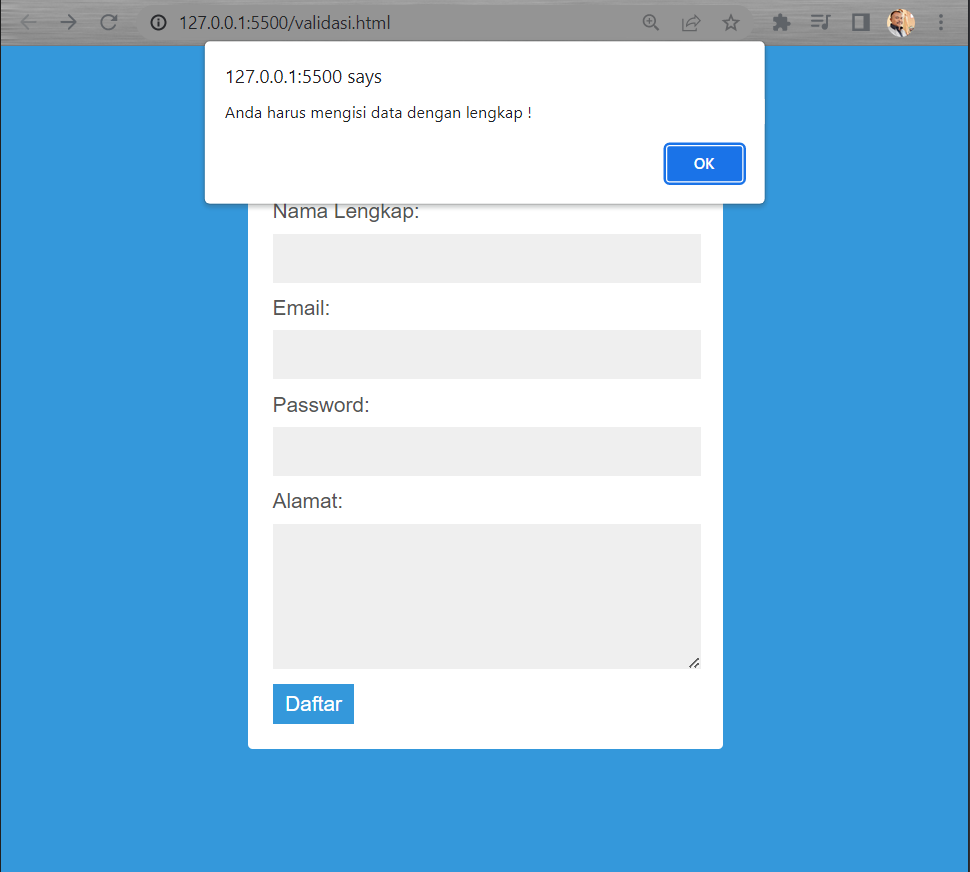 127.0.0.1:5500/validasi.html
127.0.0.1:5500 says
Anda harus mengisi data dengan lengkap !
OK
Nama Lengkap:
Email:
Password:
Alamat:
Daftar